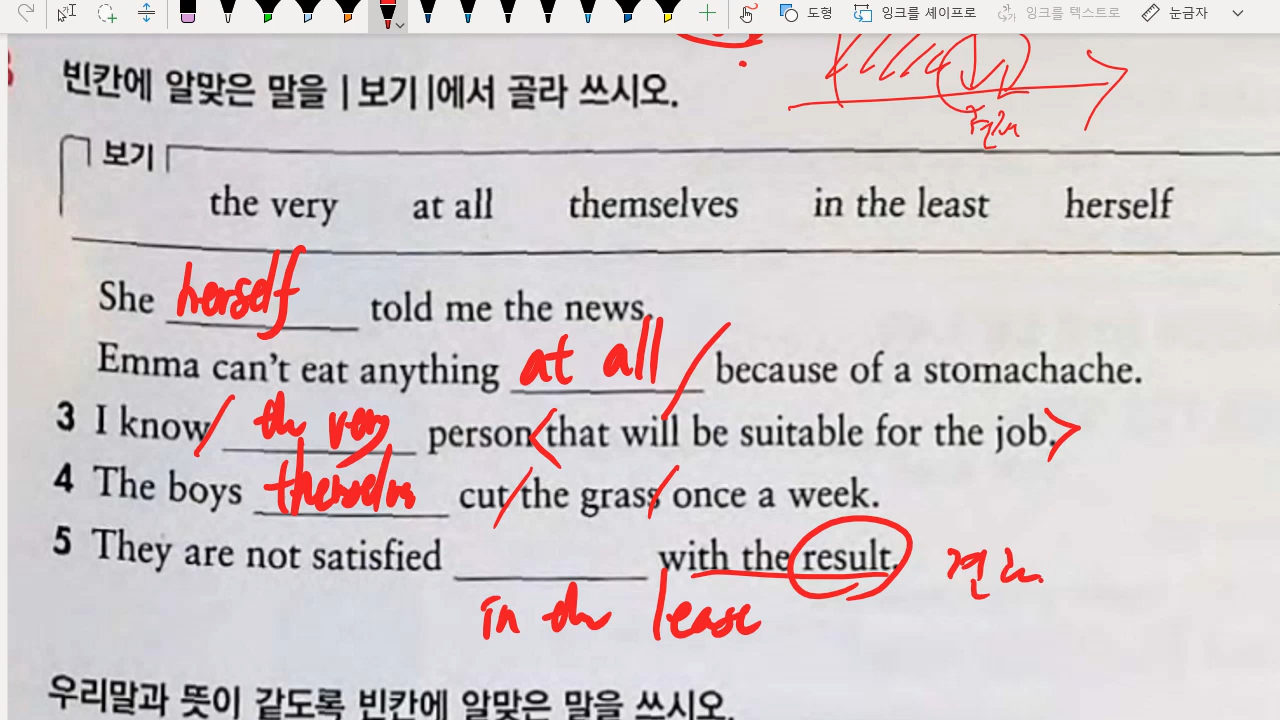 도형 잉크를 셰이프로 잉크를 텍스트로 눈금자
빈칸에 알맞은 말을 |보기|에서 골라 쓰시오.
보기
the very at all themselves in the least herself
She herself told me the news.
Emma can't eat anything at all because of a stomachache.
3 I know the very person that will be suitable for the job.
4 The boys themselves cut the grass once a week.
5 They are not satisfied with the result.
in the least
우리말과 뜻이 같도록 빈칸에 알맞은 말을 쓰시오.